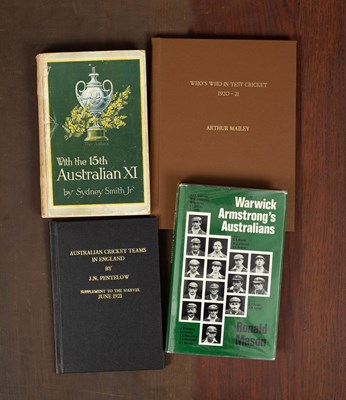 With the 15th
Australian XI
by Sydney Smith Jr
WHO'S WHO IN TEST CRICKET
1920-21
ARTHUR MAILEY
AUSTRALIAN CRICKET TEAMS
IN ENGLAND
BY
J.N. PENTELOW
SUPPLEMENT TO THE MARVEL
JUNE 1921
Warwick
Armstrong's
Australians
Ronald
Mason